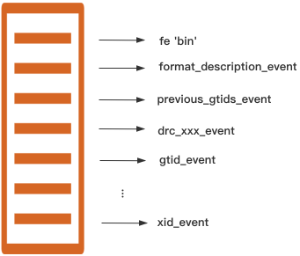 fe 'bin'
format_description_event
previous_gtids_event
drc_xxx_event
gtid_event
⋮
xid_event